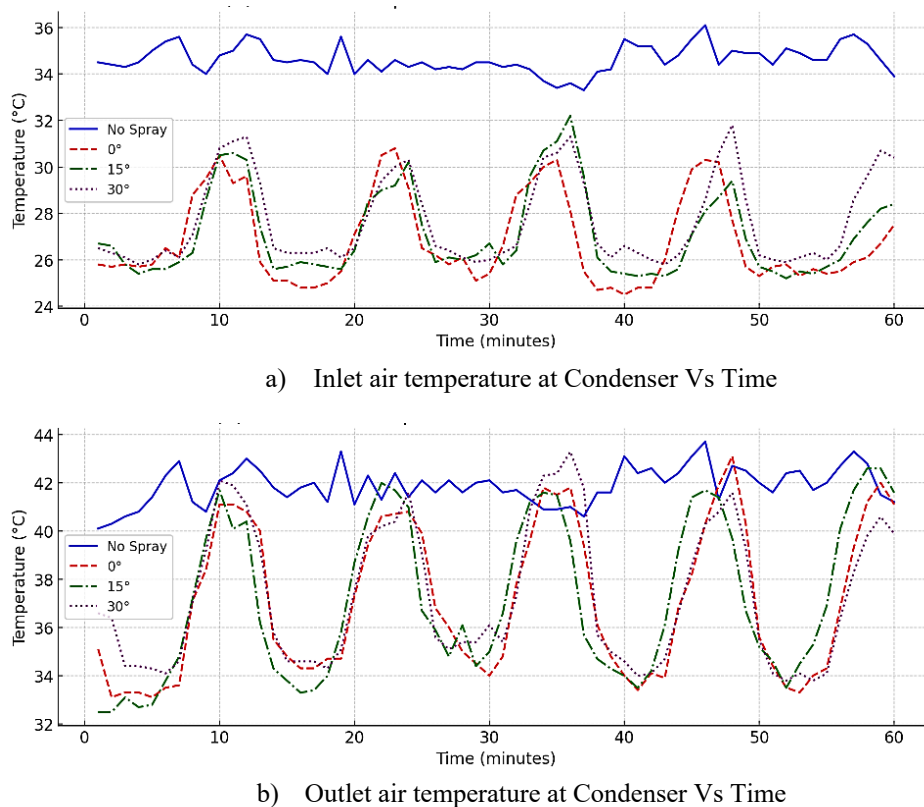 36
34
32
30
28
26
24
Temperature (°C)
No Spray
0°
15°
30°
0 10 20 30 40 50 60
Time (minutes)
a) Inlet air temperature at Condenser Vs Time
44
42
40
38
36
34
32
Temperature (°C)
No Spray
0°
15°
30°
0 10 20 30 40 50 60
Time (minutes)
b) Outlet air temperature at Condenser Vs Time